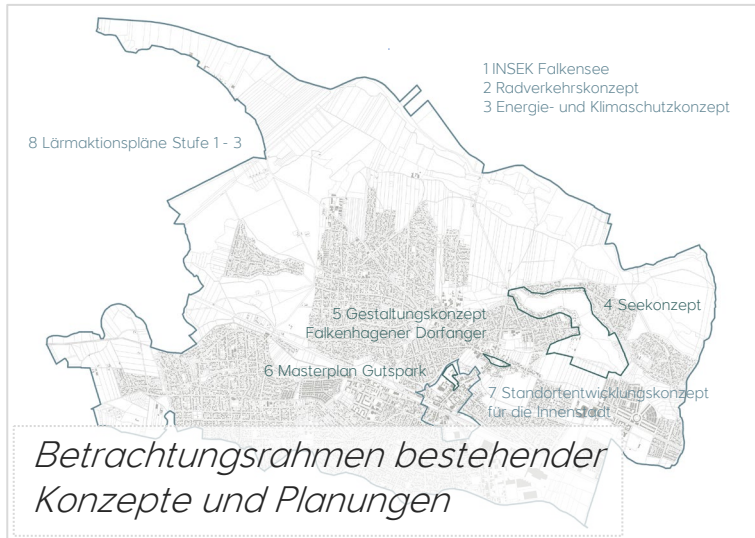 1 INSEK Falkensee
2 Radverkehrskonzept
3 Energie- und Klimaschutzkonzept
8 Lärmaktionspläne Stufe 1 - 3
4 Seekonzept
5 Gestaltungskonzept
Falkenhagener Dorfanger
6 Masterplan Gutspark
7 Standortentwicklungskonzept
für die Innenstadt
Betrachtungsrahmen bestehender
Konzepte und Planungen